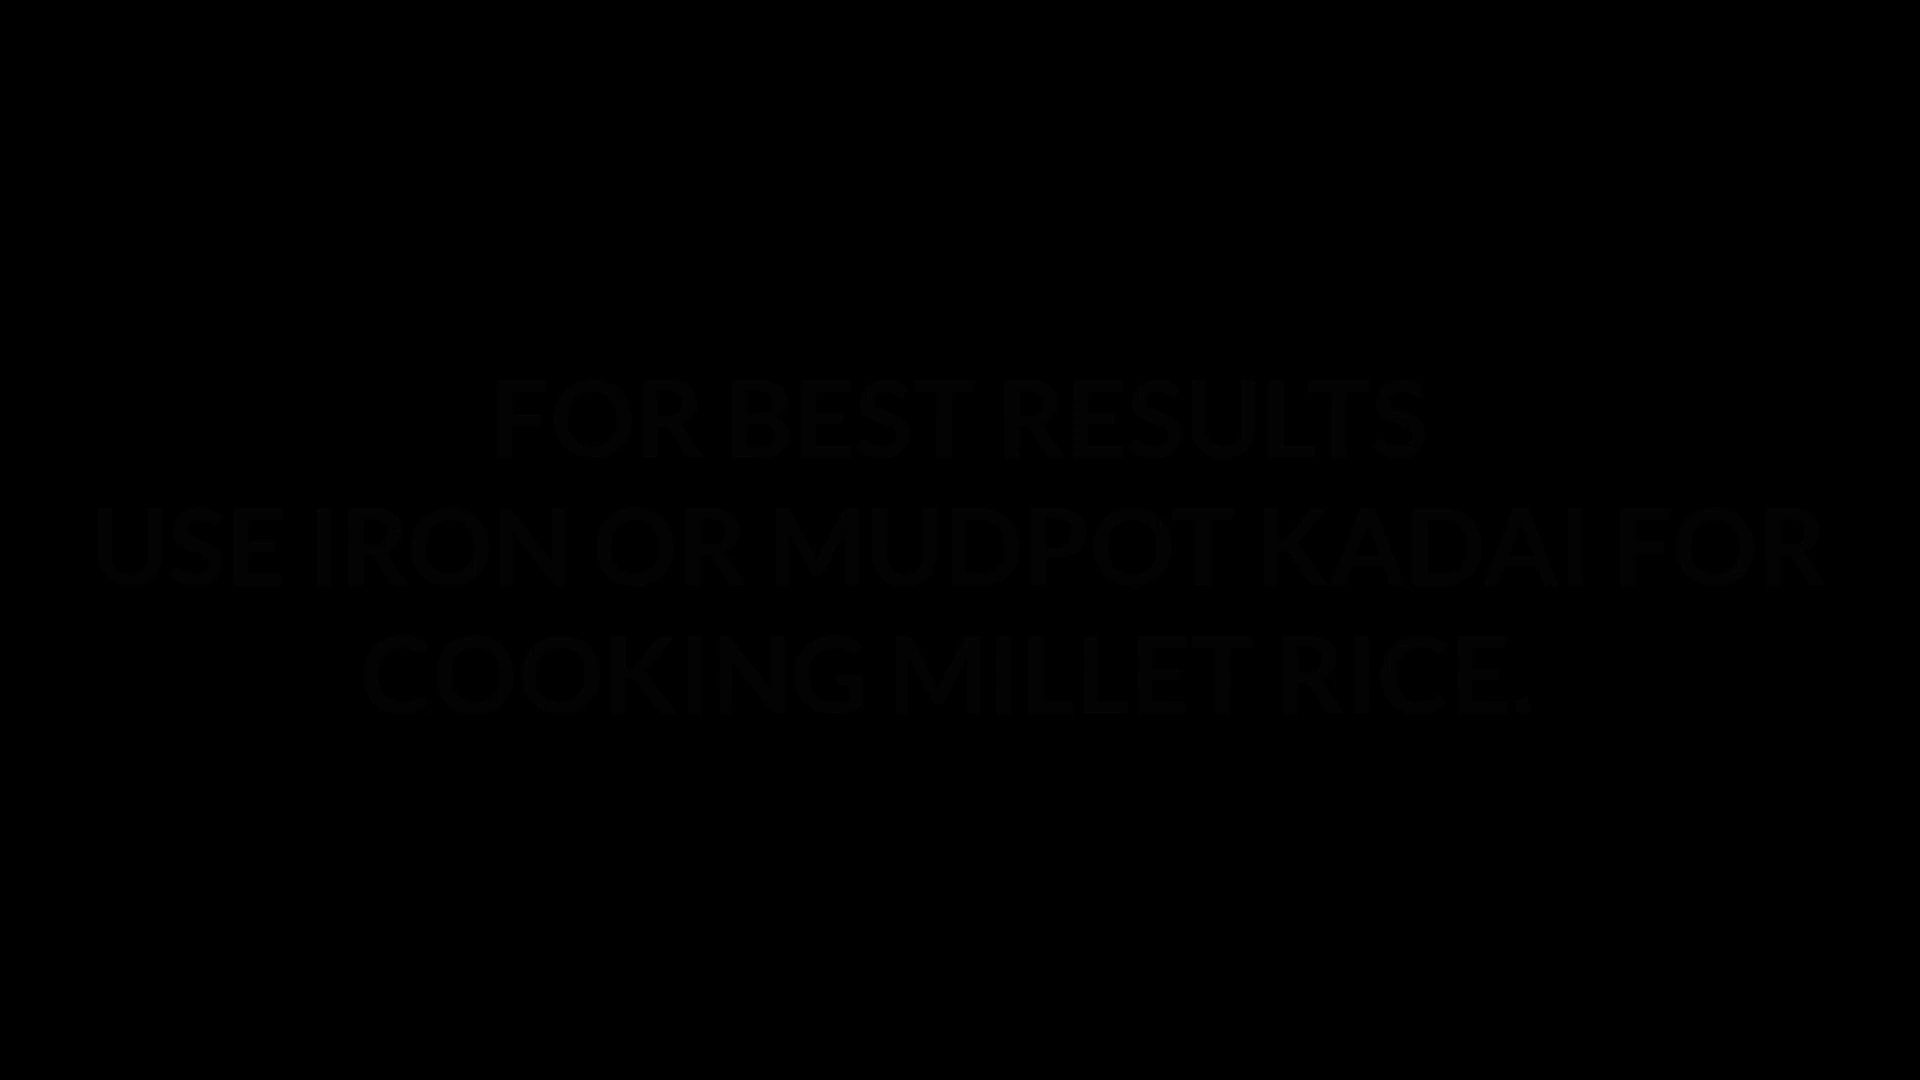 FOR BEST RESULTS
USE IRON OR MUDPOT KADAI FOR
COOKING MILLET RICE.